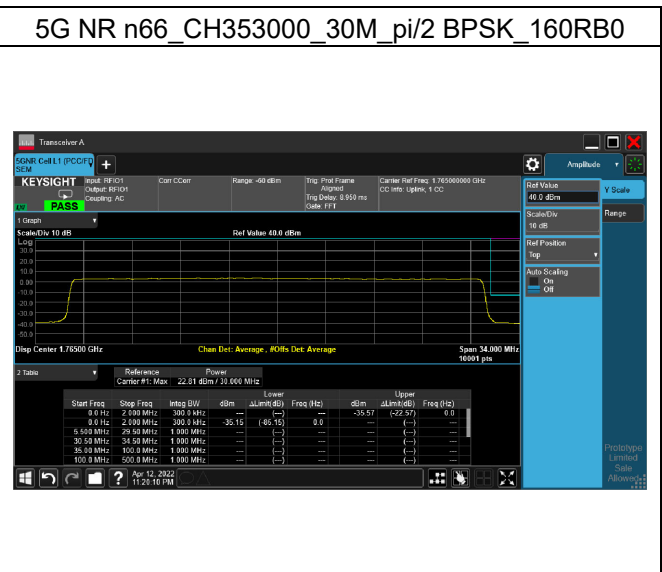 5G NR n66_CH353000_30M_pi/2 BPSK_160RB0
Transceiver A
5GNR Cell L1 (PCC/FD
SEM
Amplitude
KEYSIGHT
PASS
Input: RFIO1
Output: RFIO1
Coupling: AC
Corr CCorr
Range: -60 dBm
Trig: Prot Frame
Aligned
Trig Delay: 8.950 ms
Gate: FFT
Carrier Ref Freq: 1.765000000 GHz
CC Info: Uplink, 1 CC
Ref Value
40.0 dBm
Y Scale
Scale/Div
10 dB
Range
Ref Position
Top
Auto Scaling
On
Off
1 Graph
Scale/Div 10 dB
Ref Value 40.0 dBm
Log
30.0
20.0
10.0
0.00
-10.0
-20.0
-30.0
-40.0
-50.0
Disp Center 1.76500 GHz
Chan Det: Average , #Offs Det: Average
Span 34.000 MHz
10001 pts
2 Table
Reference Power
Carrier #1: Max 22.81 dBm / 30.000 MHz
Lower Upper
Start Freq Stop Freq Integ BW dBm ΔLimit(dB) Freq (Hz) dBm ΔLimit(dB) Freq (Hz)
0.0 Hz 2.000 MHz 300.0 kHz --- (---) --- -35.57 (-22.57) 0.0
0.0 Hz 2.000 MHz 300.0 kHz -35.15 (-85.15) 0.0 --- (---) ---
5.500 MHz 29.50 MHz 1.000 MHz --- (---) --- --- (---) ---
30.50 MHz 34.50 MHz 1.000 MHz --- (---) --- --- (---) ---
35.00 MHz 100.0 MHz 1.000 MHz --- (---) --- --- (---) ---
100.0 MHz 500.0 MHz 1.000 MHz --- (---) --- --- (---) ---
Apr 12, 2022
11:20:10 PM
Prototype
Limited
Sale
Allowed